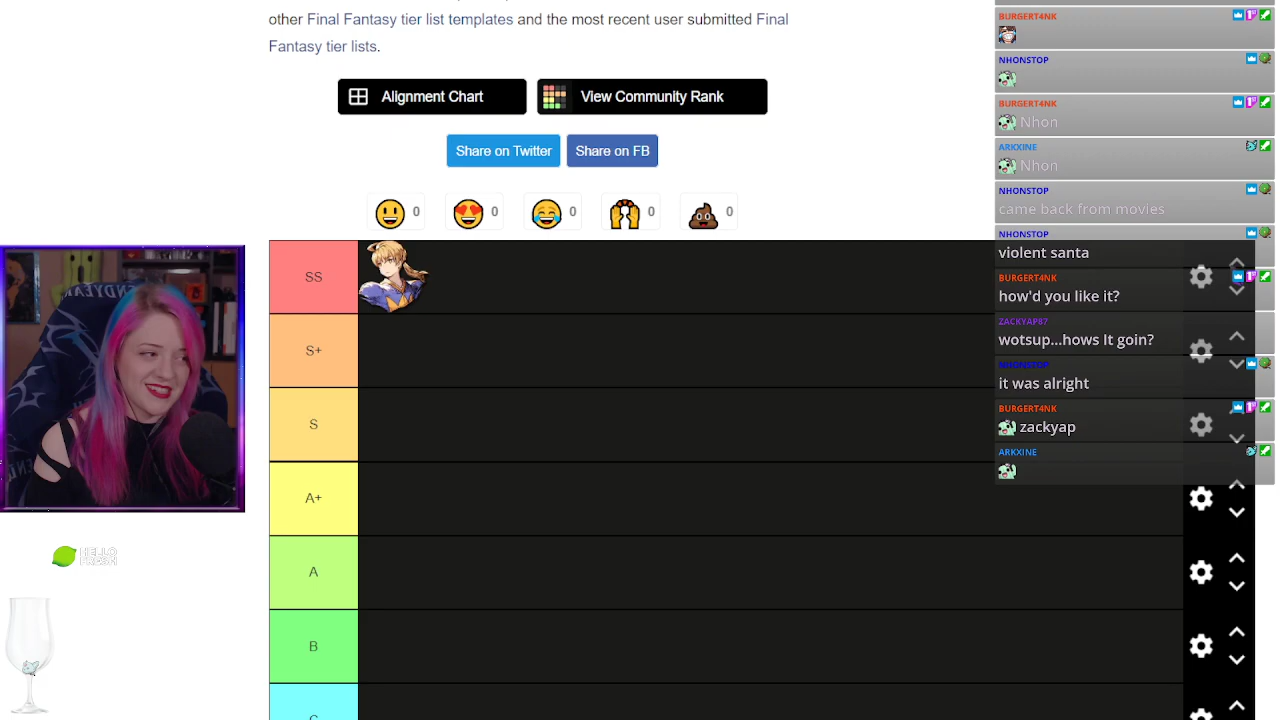 other Final Fantasy tier list templates and the most recent user submitted Final
Fantasy tier lists.
Alignment Chart
View Community Rank
Share on Twitter
Share on FB
0
0
0
0
0
SS
S+
S
A+
A
B
C
BURGERT4NK
NHONSTOP
BURGERT4NK
Nhon
ARKXINE
Nhon
NHONSTOP
came back from movies
NHONSTOP
violent santa
BURGERT4NK
how'd you like it?
ZACKYAP87
wotsup...hows It goin?
NHONSTOP
it was alright
BURGERT4NK
zackyap
ARKXINE
HELLO
FRESH